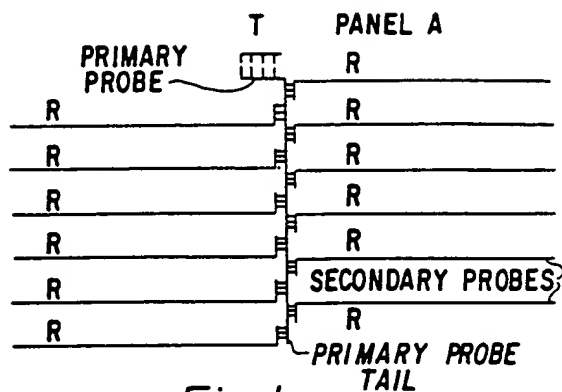 T PANEL A
PRIMARY
PROBE
R
R R
R R
R R
R R
SECONDARY PROBES
R R
R
PRIMARY PROBE
TAIL